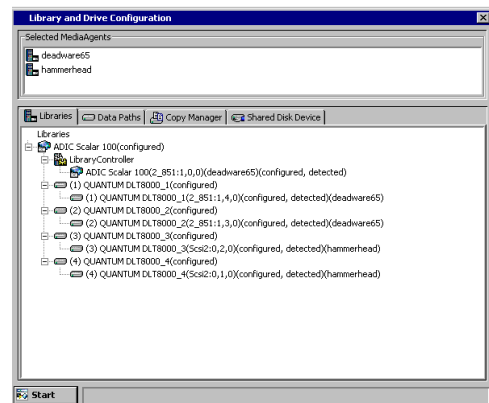 Library and Drive Configuration
Selected MediaAgents
deadware65
hammerhead
Libraries Data Paths Copy Manager Shared Disk Device
Libraries
ADIC Scalar 100(configured)
LibraryController
ADIC Scalar 100(2_851:1,0,0)(deadware65)(configured, detected)
(1) QUANTUM DLT8000_1(configured)
(1) QUANTUM DLT8000_1(2_851:1,4,0)(configured, detected)(deadware65)
(2) QUANTUM DLT8000_2(configured)
(2) QUANTUM DLT8000_2(2_851:1,3,0)(configured, detected)(deadware65)
(3) QUANTUM DLT8000_3(configured)
(3) QUANTUM DLT8000_3(Scsi2:0,2,0)(configured, detected)(hammerhead)
(4) QUANTUM DLT8000_4(configured)
(4) QUANTUM DLT8000_4(Scsi2:0,1,0)(configured, detected)(hammerhead)
Start